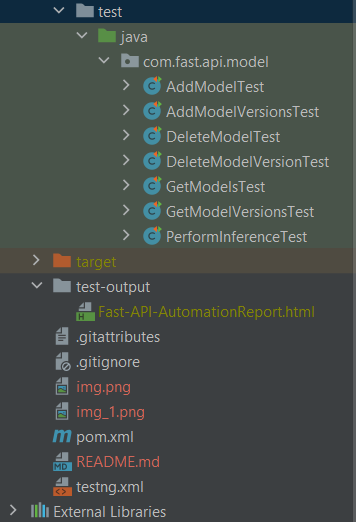 test
java
com.fast.api.model
AddModelTest
AddModelVersionsTest
DeleteModelTest
DeleteModelVersionTest
GetModelsTest
GetModelVersionsTest
PerformInferenceTest
target
test-output
Fast-API-AutomationReport.html
.gitattributes
.gitignore
img.png
img_1.png
pom.xml
README.md
testng.xml
External Libraries